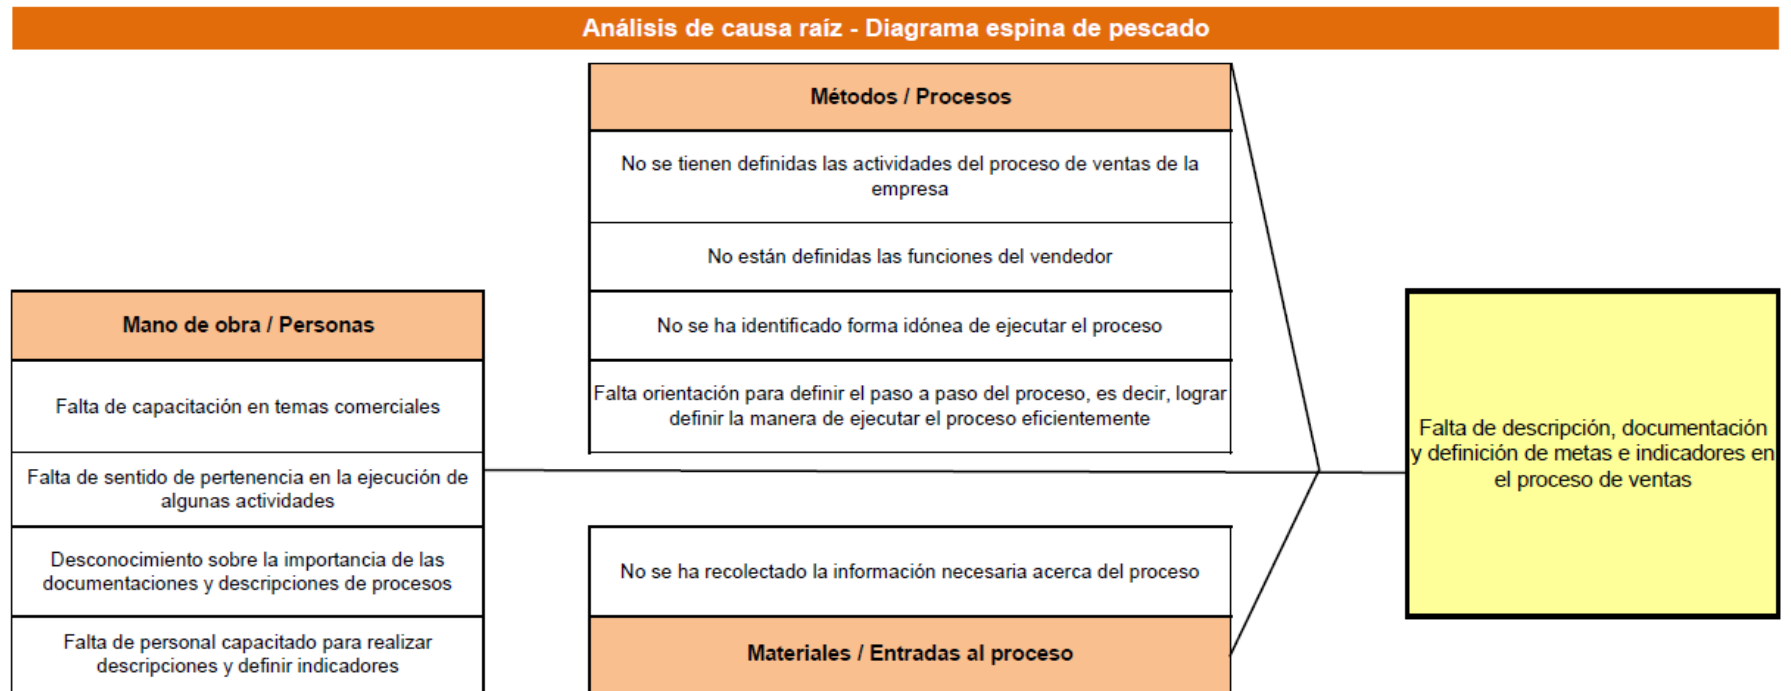 Análisis de causa raíz - Diagrama espina de pescado
Métodos / Procesos
No se tienen definidas las actividades del proceso de ventas de la
empresa
No están definidas las funciones del vendedor
No se ha identificado forma idónea de ejecutar el proceso
Falta orientación para definir el paso a paso del proceso, es decir, lograr
definir la manera de ejecutar el proceso eficientemente
Mano de obra / Personas
Falta de capacitación en temas comerciales
Falta de sentido de pertenencia en la ejecución de
algunas actividades
Desconocimiento sobre la importancia de las
documentaciones y descripciones de procesos
Falta de personal capacitado para realizar
descripciones y definir indicadores
No se ha recolectado la información necesaria acerca del proceso
Materiales / Entradas al proceso
Falta de descripción, documentación
y definición de metas e indicadores en
el proceso de ventas